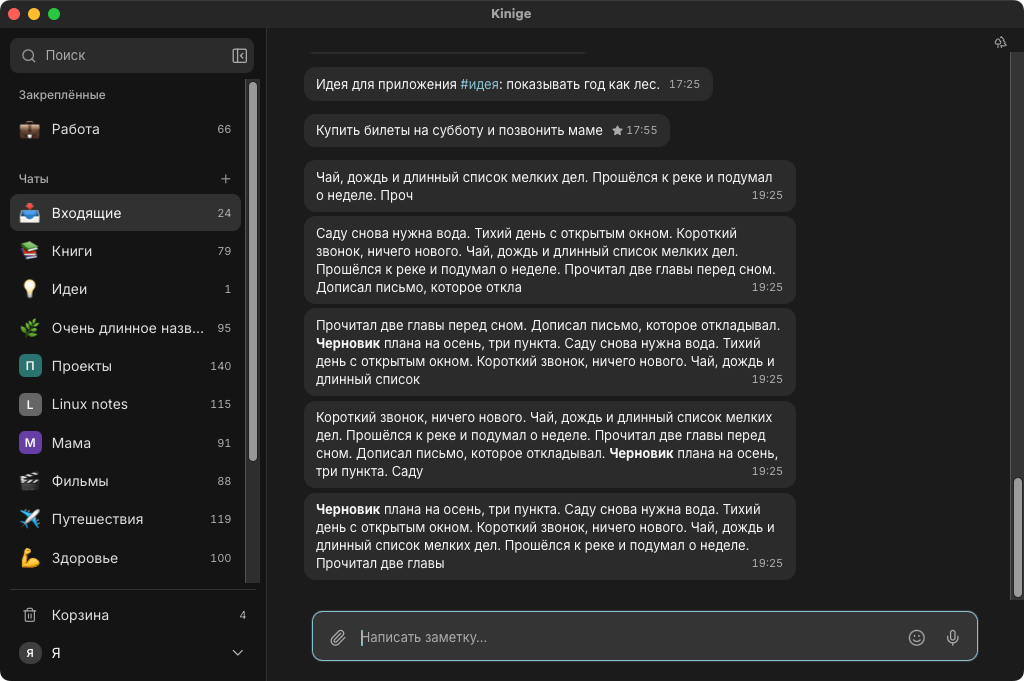 Kinige
Поиск
Закреплённые
Работа 66
Чаты +
Входящие 24
Книги 79
Идеи 1
Очень длинное назв... 95
П Проекты 140
L Linux notes 115
М Мама 91
Фильмы 88
Путешествия 119
Здоровье 100
Корзина 4
Я Я
Идея для приложения #идея: показывать год как лес. 17:25
Купить билеты на субботу и позвонить маме ★ 17:55
Чай, дождь и длинный список мелких дел. Прошёлся к реке и подумал
о неделе. Проч 19:25
Саду снова нужна вода. Тихий день с открытым окном. Короткий
звонок, ничего нового. Чай, дождь и длинный список мелких дел.
Прошёлся к реке и подумал о неделе. Прочитал две главы перед сном.
Дописал письмо, которое откла 19:25
Прочитал две главы перед сном. Дописал письмо, которое откладывал.
Черновик плана на осень, три пункта. Саду снова нужна вода. Тихий
день с открытым окном. Короткий звонок, ничего нового. Чай, дождь и
длинный список 19:25
Короткий звонок, ничего нового. Чай, дождь и длинный список мелких
дел. Прошёлся к реке и подумал о неделе. Прочитал две главы перед
сном. Дописал письмо, которое откладывал. Черновик плана на осень,
три пункта. Саду 19:25
Черновик плана на осень, три пункта. Саду снова нужна вода. Тихий
день с открытым окном. Короткий звонок, ничего нового. Чай, дождь и
длинный список мелких дел. Прошёлся к реке и подумал о неделе.
Прочитал две главы 19:25
Написать заметку...